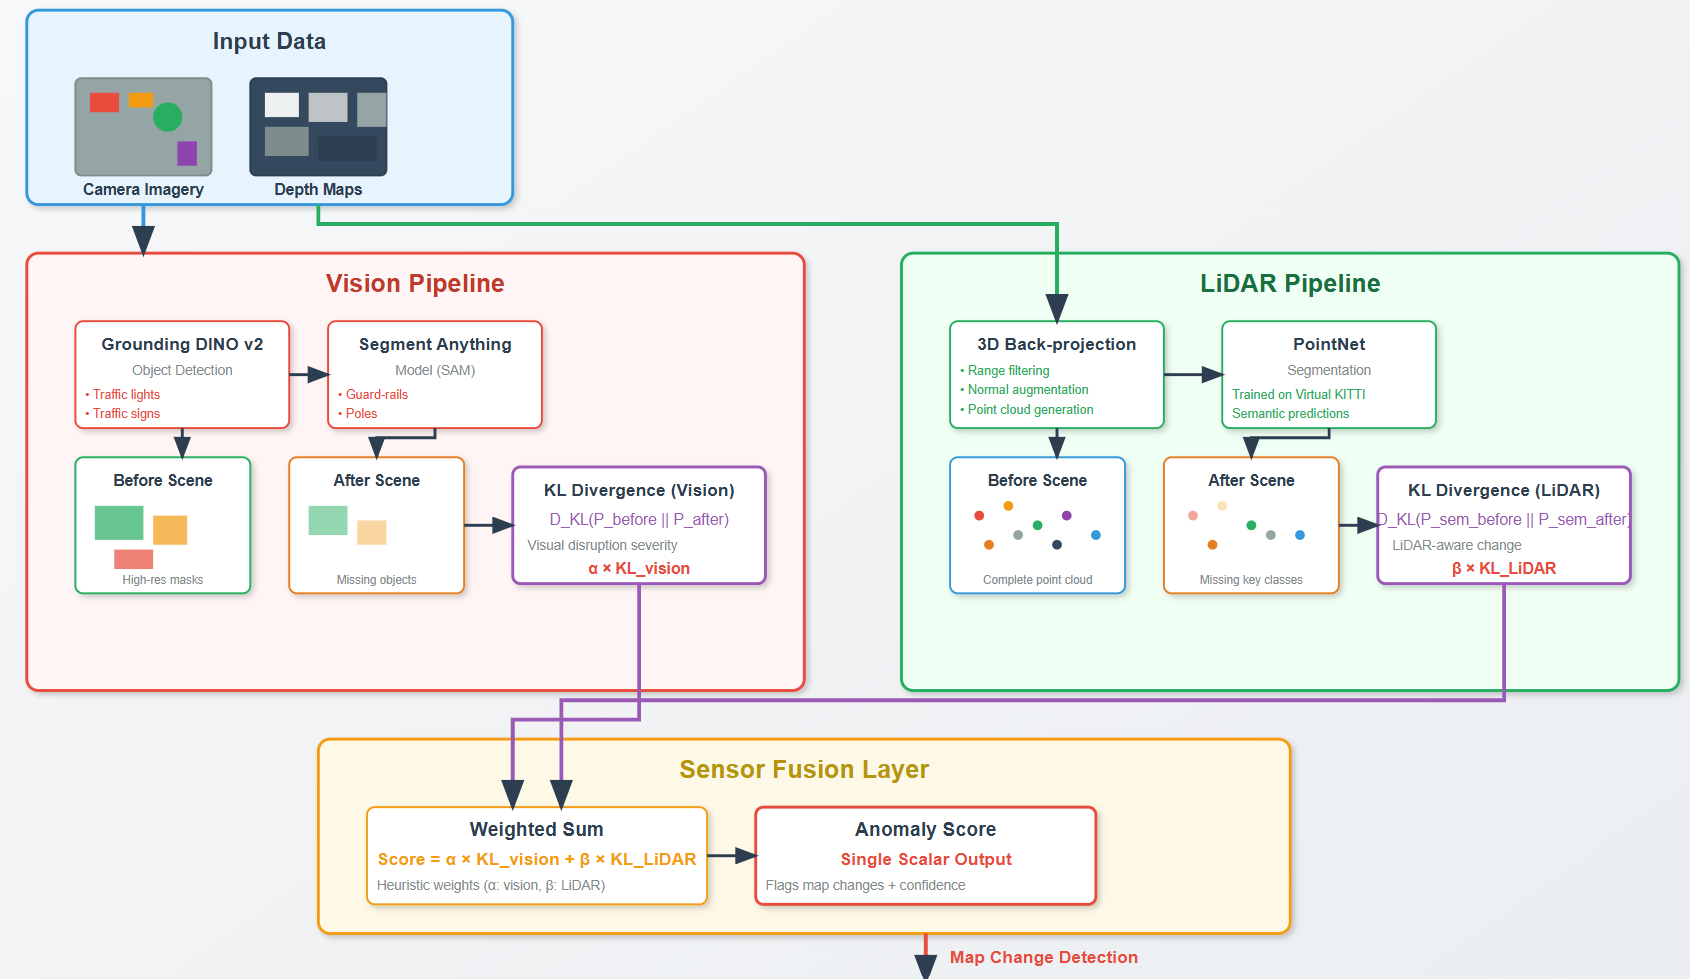 Input Data
Camera Imagery
Depth Maps
Vision Pipeline
Grounding DINO v2
Object Detection
• Traffic lights
• Traffic signs
Segment Anything
Model (SAM)
• Guard-rails
• Poles
Before Scene
High-res masks
After Scene
Missing objects
KL Divergence (Vision)
D_KL(P_before || P_after)
Visual disruption severity
α × KL_vision
LiDAR Pipeline
3D Back-projection
• Range filtering
• Normal augmentation
• Point cloud generation
PointNet
Segmentation
Trained on Virtual KITTI
Semantic predictions
Before Scene
Complete point cloud
After Scene
Missing key classes
KL Divergence (LiDAR)
D_KL(P_sem_before || P_sem_after)
LiDAR-aware change
β × KL_LiDAR
Sensor Fusion Layer
Weighted Sum
Score = α × KL_vision + β × KL_LiDAR
Heuristic weights (α: vision, β: LiDAR)
Anomaly Score
Single Scalar Output
Flags map changes + confidence
Map Change Detection